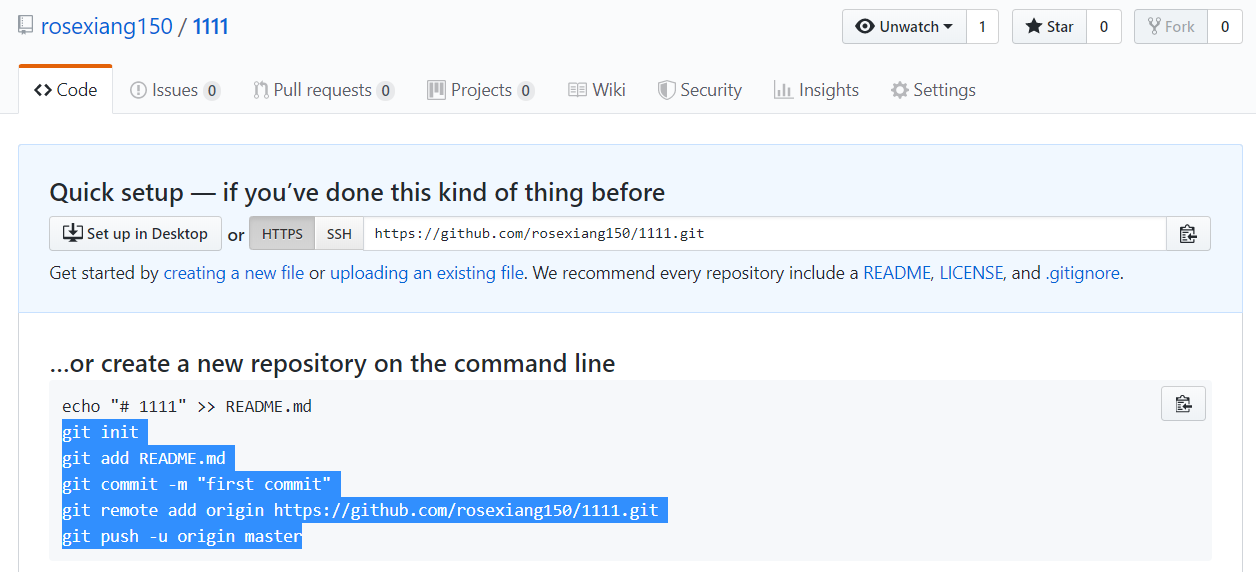 rosexiang150 / 1111
Unwatch 1 Star 0 Fork 0
Code Issues 0 Pull requests 0 Projects 0 Wiki Security Insights Settings
Quick setup — if you’ve done this kind of thing before
Set up in Desktop or HTTPS SSH https://github.com/rosexiang150/1111.git
Get started by creating a new file or uploading an existing file. We recommend every repository include a README, LICENSE, and .gitignore.
…or create a new repository on the command line
echo "# 1111" >> README.md
git init
git add README.md
git commit -m "first commit"
git remote add origin https://github.com/rosexiang150/1111.git
git push -u origin master